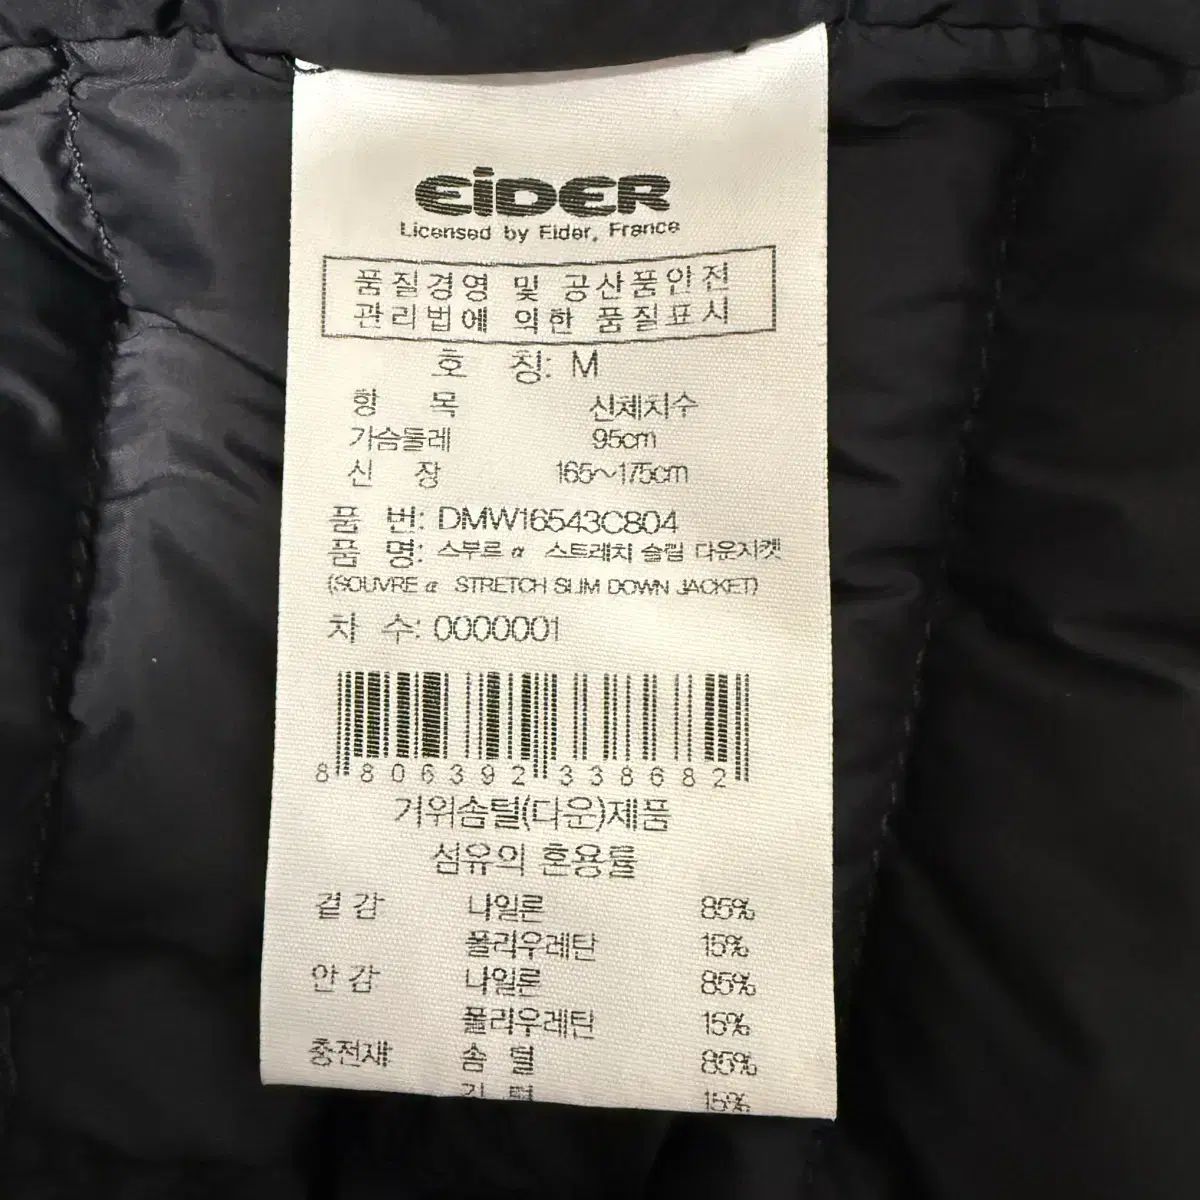 EiDER
Licensed by Eider, France
품질경영 및 공산품안전
관리법에 의한 품질표시
호 칭: M
항 목 신체치수
가슴둘레 95cm
신 장 165~175cm
품 번: DMW16543C804
품 명: 스부르 α 스트레치 슬림 다운자켓
(SOUVRE α STRETCH SLIM DOWN JACKET)
차 수: 0000001
8 806392 338682
거위솜털(다운)제품
섬유의 혼용률
겉감 나일론 85%
폴리우레탄 15%
안감 나일론 85%
폴리우레탄 15%
충전재 솜털 85%
깃털 15%